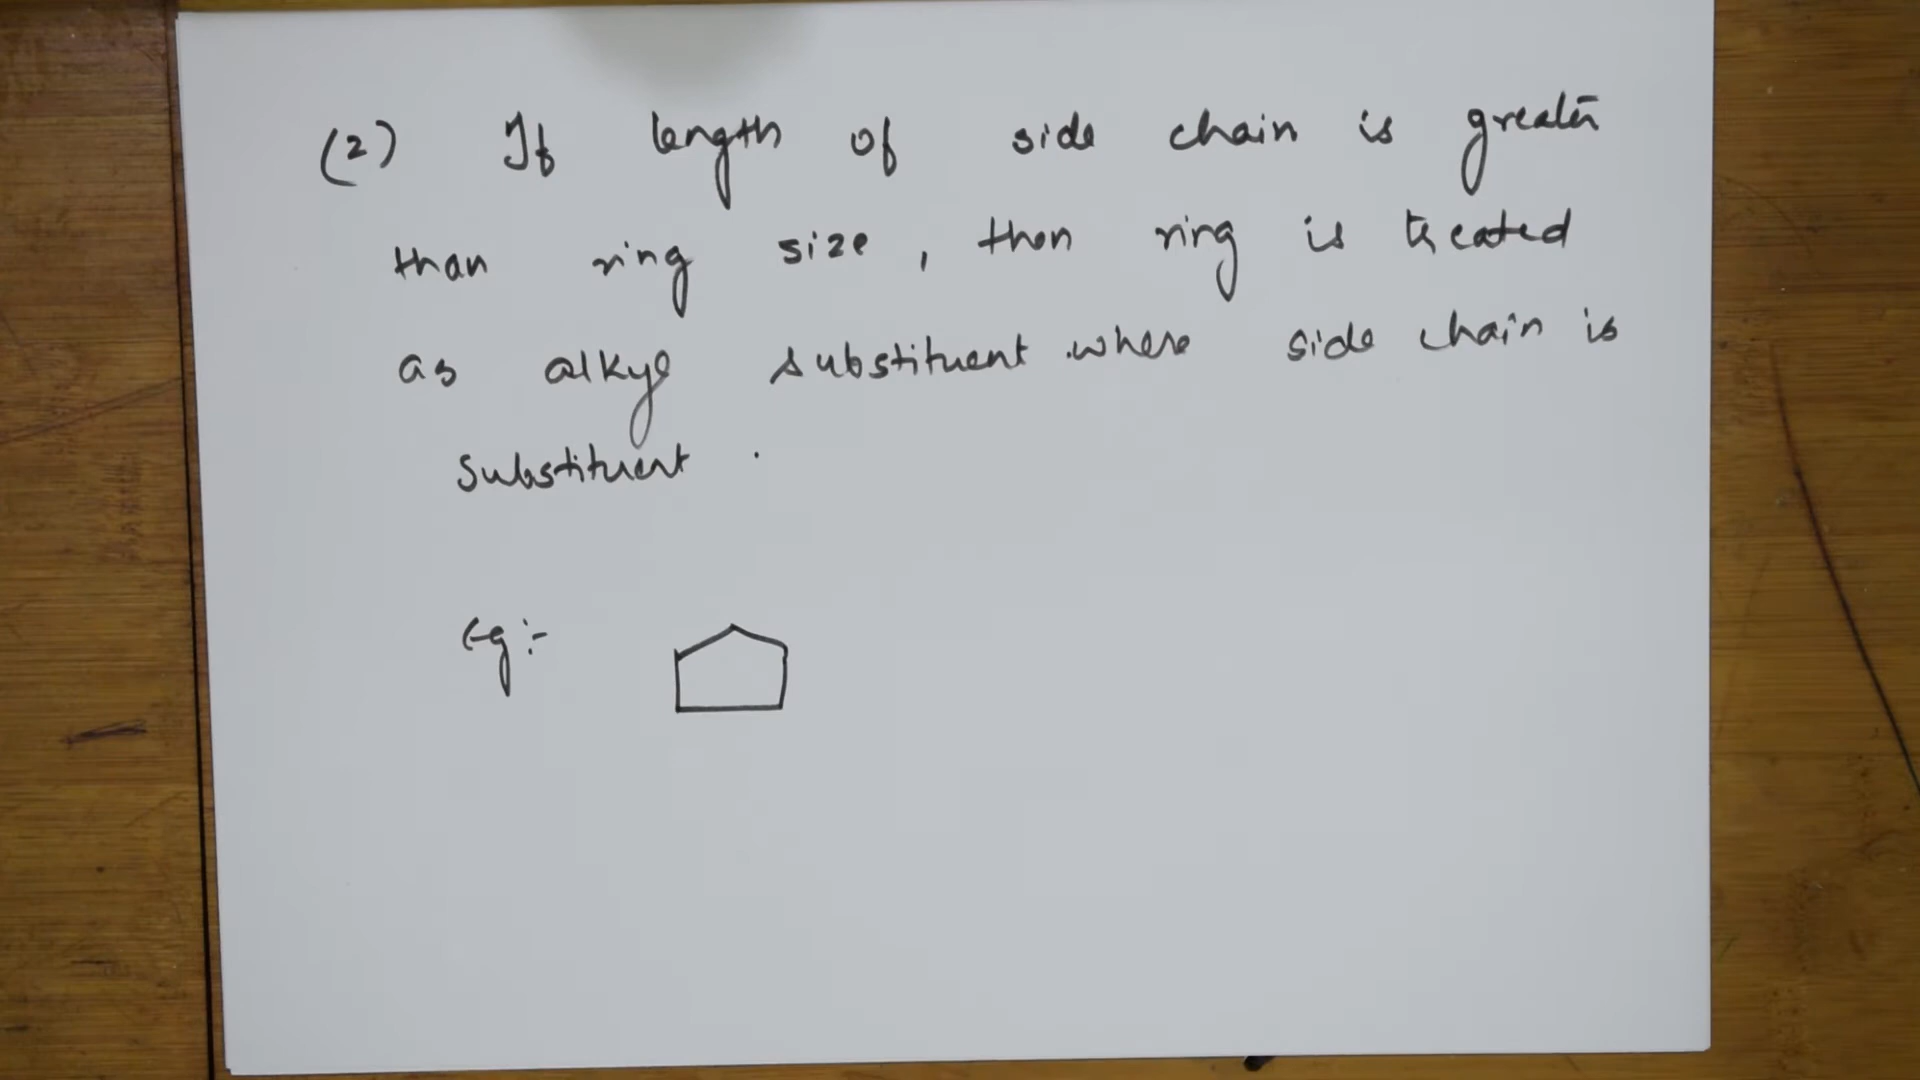 (2) If length of side chain is greater
than ring size, then ring is treated
as alkyl substituent where side chain is
substituent.
eg:-